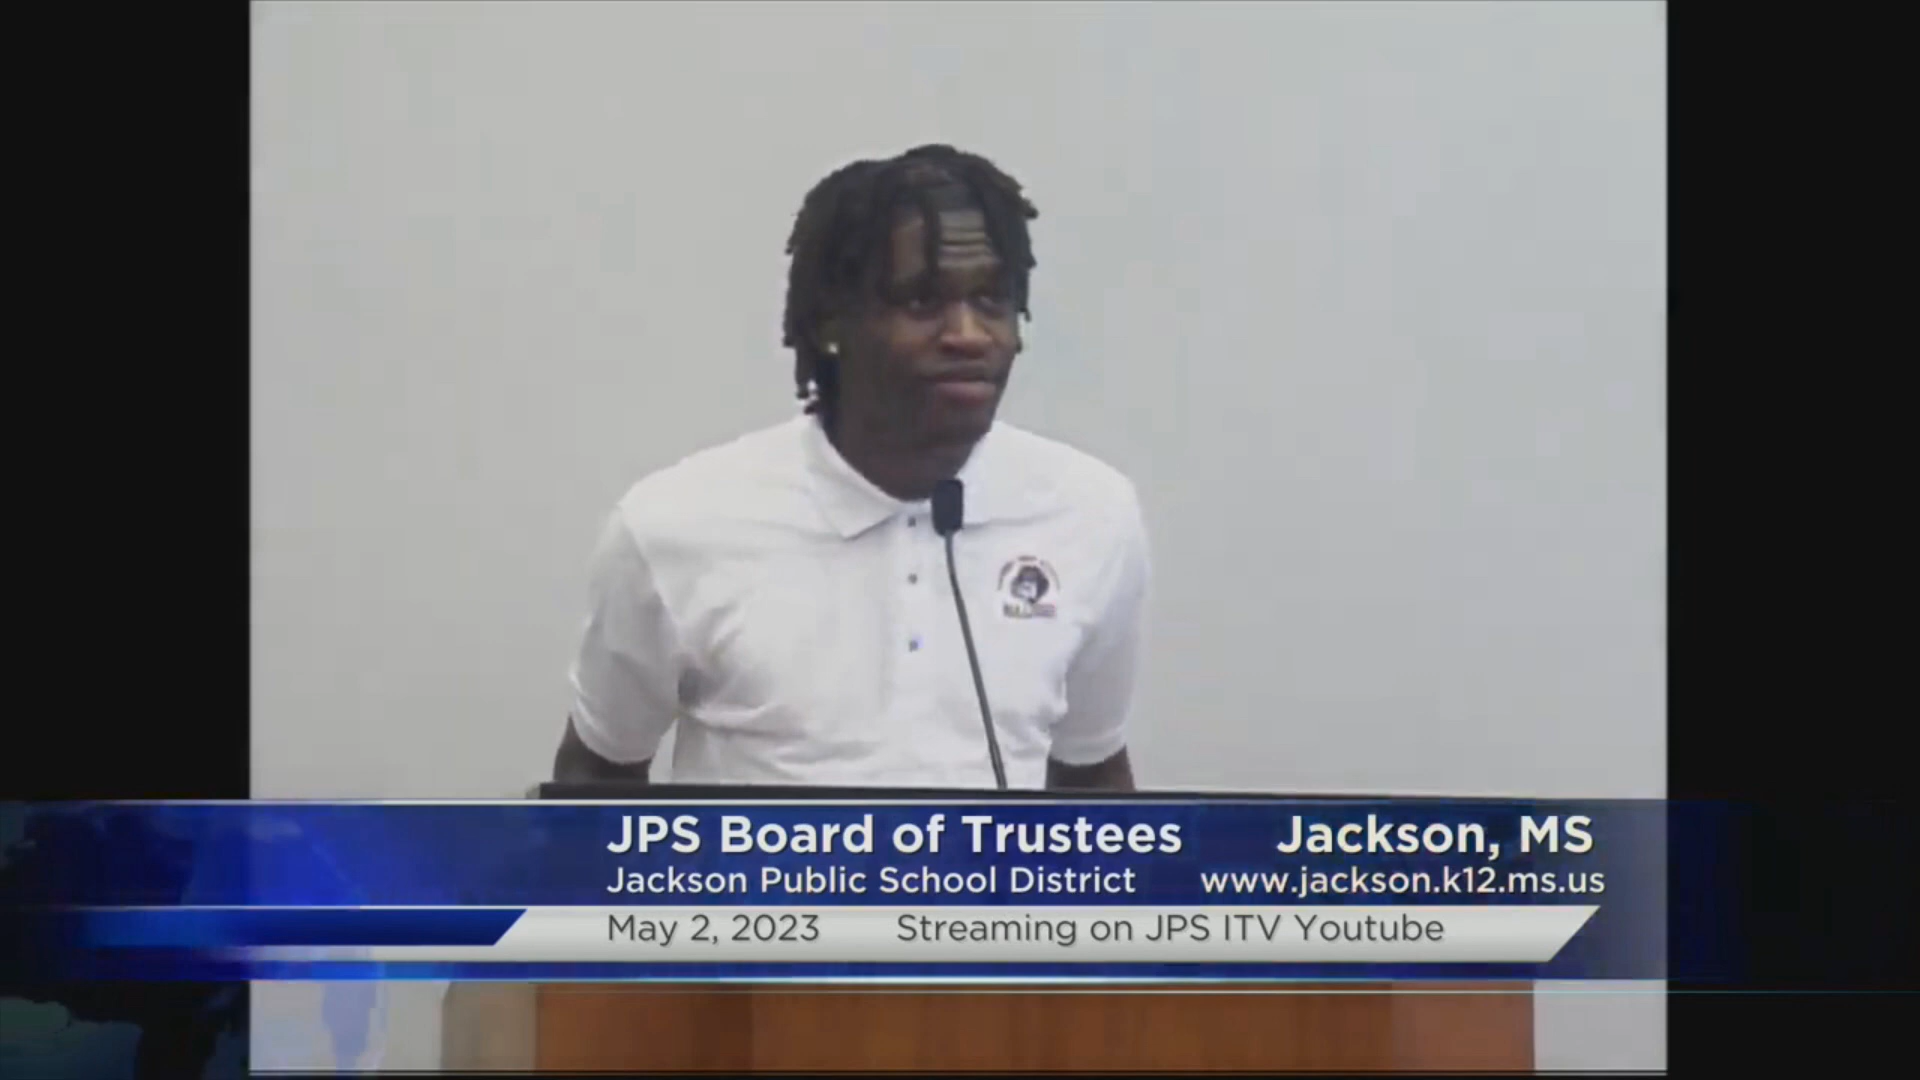 JPS Board of Trustees Jackson, MS
Jackson Public School District www.jackson.k12.ms.us
May 2, 2023 Streaming on JPS ITV Youtube